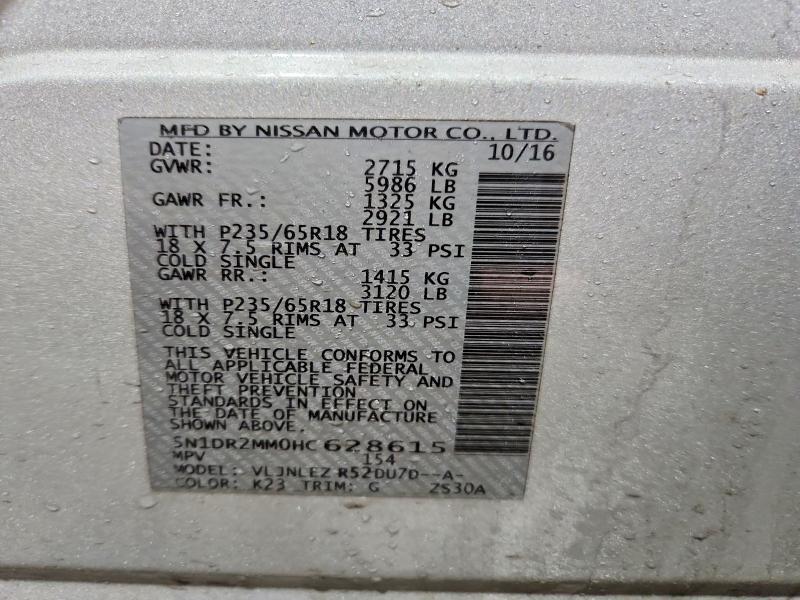 MFD BY NISSAN MOTOR CO., LTD.
DATE: 10/16
GVWR: 2715 KG
5986 LB
GAWR FR.: 1325 KG
2921 LB
WITH P235/65R18 TIRES
18 X 7.5 RIMS AT 33 PSI
COLD SINGLE
GAWR RR.: 1415 KG
3120 LB
WITH P235/65R18 TIRES
18 X 7.5 RIMS AT 33 PSI
COLD SINGLE
THIS VEHICLE CONFORMS TO
ALL APPLICABLE FEDERAL
MOTOR VEHICLE SAFETY AND
THEFT PREVENTION
STANDARDS IN EFFECT ON
THE DATE OF MANUFACTURE
SHOWN ABOVE.
5N1DR2MM0HC628615
MPV 154
MODEL: VLJNLEZ R52DU7D--A-
COLOR: K23 TRIM: G ZS30A